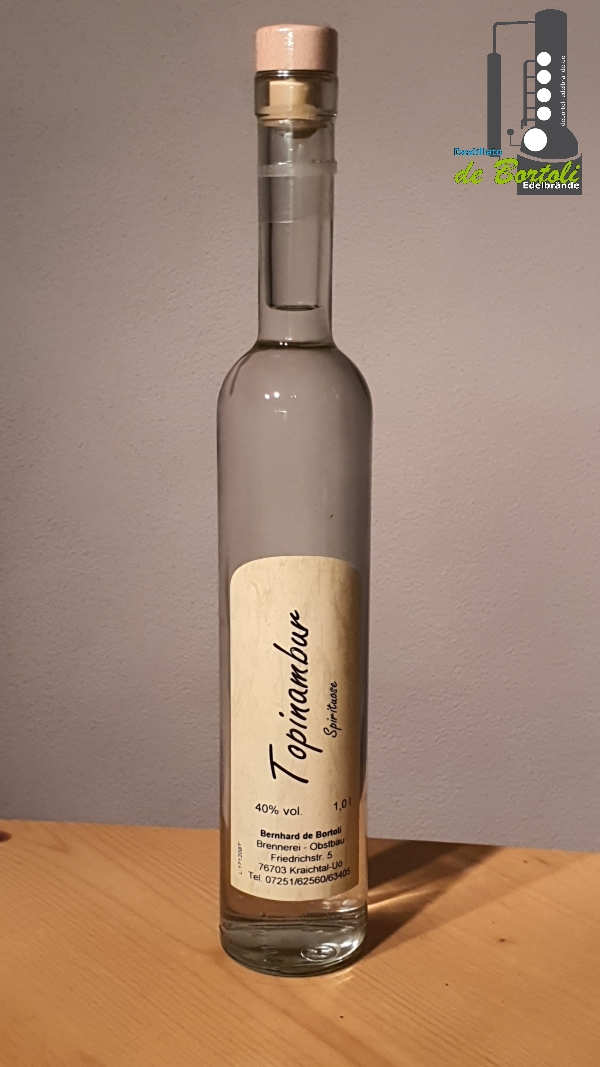 Destillate
de Bortoli
Edelbrände
Topinambur
Spirituose
40% vol. 1,0 l
Bernhard de Bortoli
Brennerei - Obstbau
Friedrichstr. 5
76703 Kraichtal-Uö
Tel. 07251/62560/63405